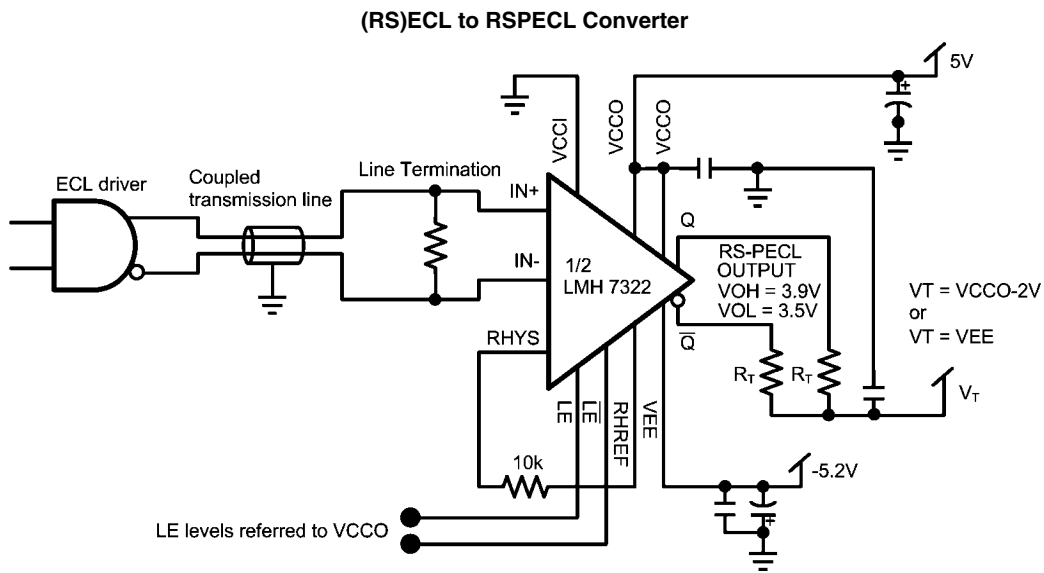 (RS)ECL to RSPECL Converter
5V
VCCI
VCCO
VCCO
ECL driver
Coupled
transmission line
Line Termination
IN+
IN-
1/2
LMH 7322
RHYS
Q
RS-PECL
OUTPUT
VOH = 3.9V
VOL = 3.5V
Q̅
VT = VCCO-2V
or
VT = VEE
RT
RT
VT
LE
L̅E̅
RHREF
VEE
10k
-5.2V
LE levels referred to VCCO
+
+